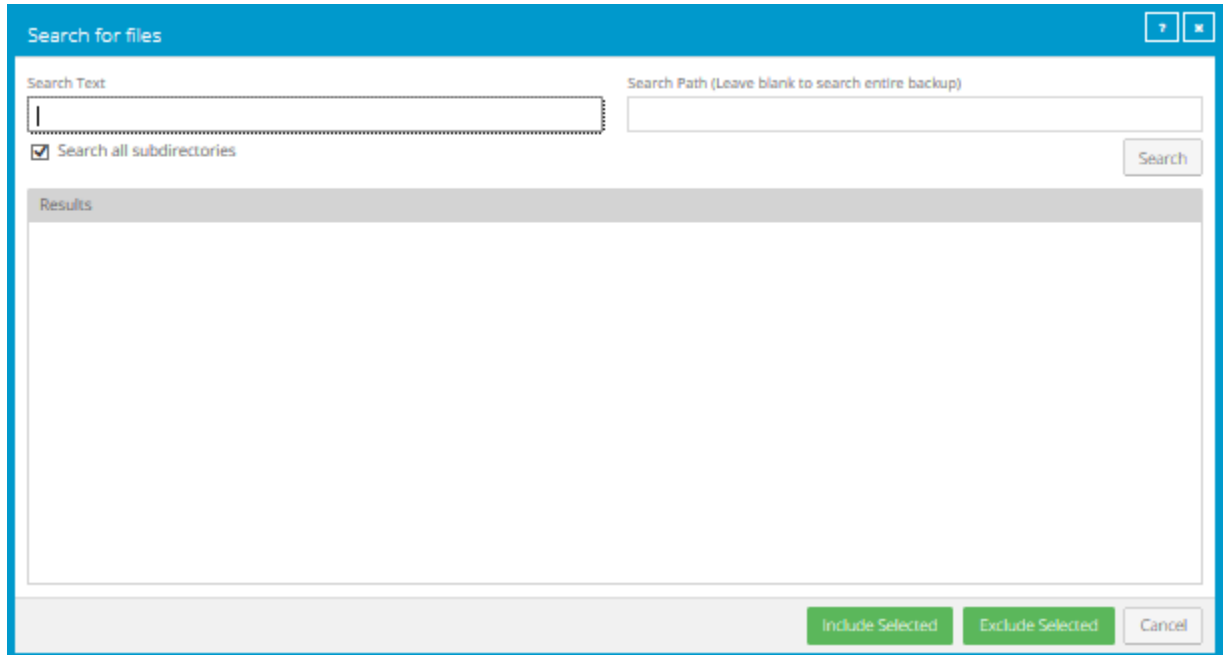 Search for files
?
Search Text
Search Path (Leave blank to search entire backup)
Search all subdirectories
Search
Results
Include Selected
Exclude Selected
Cancel